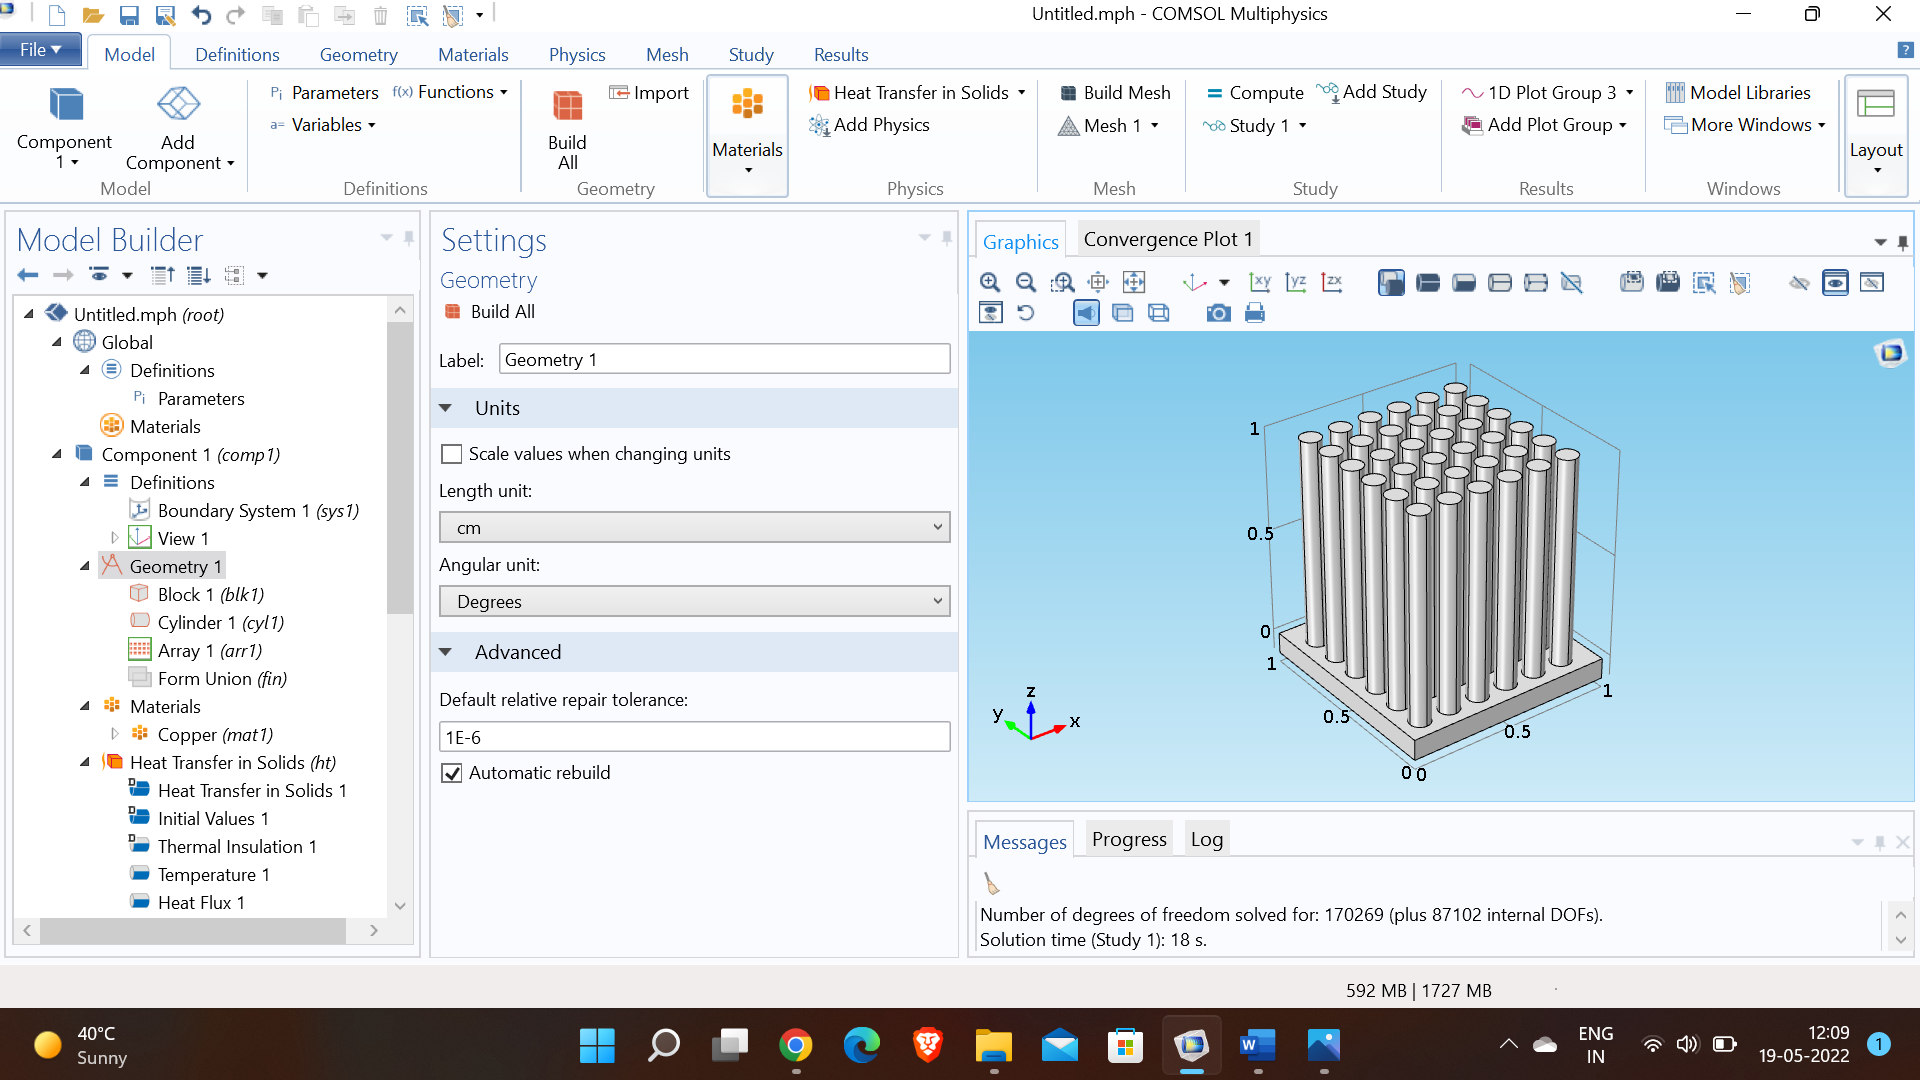 Untitled.mph - COMSOL Multiphysics
File Model Definitions Geometry Materials Physics Mesh Study Results
Component 1
Add Component
Model
Pi Parameters f(x) Functions
a= Variables
Definitions
Build All
Import
Geometry
Materials
Heat Transfer in Solids
Add Physics
Physics
Build Mesh
Mesh 1
Mesh
= Compute Add Study
Study 1
Study
1D Plot Group 3
Add Plot Group
Results
Model Libraries
More Windows
Windows
Layout
Model Builder
Untitled.mph (root)
Global
Definitions
Pi Parameters
Materials
Component 1 (comp1)
Definitions
Boundary System 1 (sys1)
View 1
Geometry 1
Block 1 (blk1)
Cylinder 1 (cyl1)
Array 1 (arr1)
Form Union (fin)
Materials
Copper (mat1)
Heat Transfer in Solids (ht)
Heat Transfer in Solids 1
Initial Values 1
Thermal Insulation 1
Temperature 1
Heat Flux 1
Settings
Geometry
Build All
Label: Geometry 1
Units
Scale values when changing units
Length unit:
cm
Angular unit:
Degrees
Advanced
Default relative repair tolerance:
1E-6
Automatic rebuild
Graphics Convergence Plot 1
xy yz zx
1
0.5
0
1
0.5
0 0
0.5
1
z
y x
Messages Progress Log
Number of degrees of freedom solved for: 170269 (plus 87102 internal DOFs).
Solution time (Study 1): 18 s.
592 MB | 1727 MB
40°C
Sunny
W
ENG
IN
12:09
19-05-2022
1